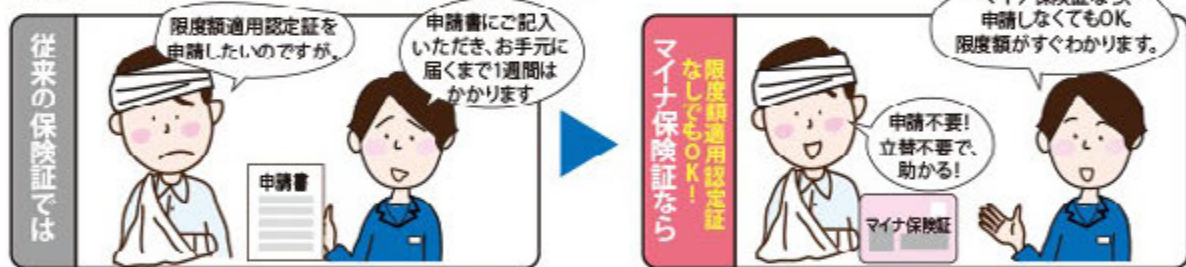 従来の保険証では
限度額適用認定証を
申請したいのですが。
申請書にご記入
いただき、お手元に
届くまで1週間は
かかります
申請書
マイナ保険証なら
限度額適用認定証
なしでもOK!
申請しなくてもOK。
限度額がすぐわかります。
申請不要!
立替不要で、
助かる!
マイナ保険証